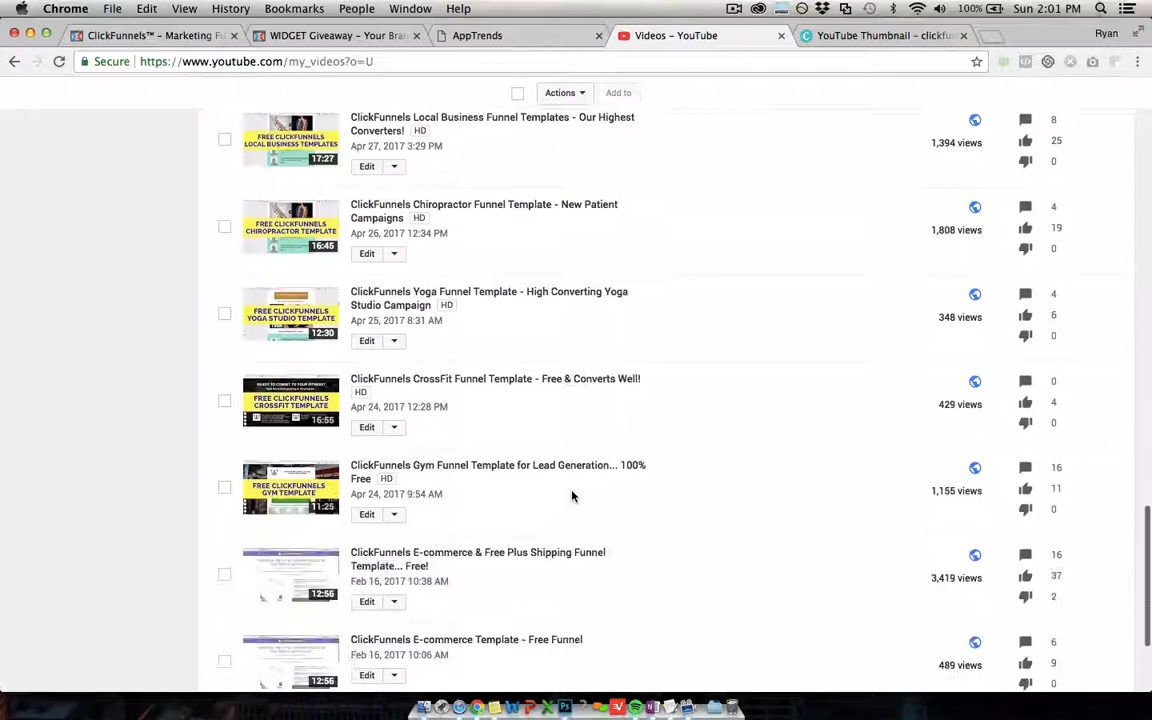 Chrome File Edit View History Bookmarks People Window Help 100% Sun 2:01 PM
ClickFunnels™ – Marketing Fu × WIDGET Giveaway – Your Bran × AppTrends × Videos – YouTube × YouTube Thumbnail – clickfun × Ryan
Secure https://www.youtube.com/my_videos?o=U
Actions Add to
ClickFunnels Local Business Funnel Templates - Our Highest
Converters! HD
Apr 27, 2017 3:29 PM
Edit
FREE CLICKFUNNELS
LOCAL BUSINESS TEMPLATES
17:27
1,394 views
8
25
0
ClickFunnels Chiropractor Funnel Template - New Patient
Campaigns HD
Apr 26, 2017 12:34 PM
Edit
FREE CLICKFUNNELS
CHIROPRACTOR TEMPLATE
16:45
1,808 views
4
19
0
ClickFunnels Yoga Funnel Template - High Converting Yoga
Studio Campaign HD
Apr 25, 2017 8:31 AM
Edit
FREE CLICKFUNNELS
YOGA STUDIO TEMPLATE
12:30
348 views
4
6
0
ClickFunnels CrossFit Funnel Template - Free & Converts Well!
HD
Apr 24, 2017 12:28 PM
Edit
READY TO COMMIT TO YOUR FITNESS?
FREE CLICKFUNNELS
CROSSFIT TEMPLATE
16:55
429 views
0
4
0
ClickFunnels Gym Funnel Template for Lead Generation... 100%
Free HD
Apr 24, 2017 9:54 AM
Edit
FREE CLICKFUNNELS
GYM TEMPLATE
11:25
1,155 views
16
11
0
ClickFunnels E-commerce & Free Plus Shipping Funnel
Template... Free!
Feb 16, 2017 10:38 AM
Edit
12:56
3,419 views
16
37
2
ClickFunnels E-commerce Template - Free Funnel
Feb 16, 2017 10:06 AM
Edit
12:56
489 views
6
9
0